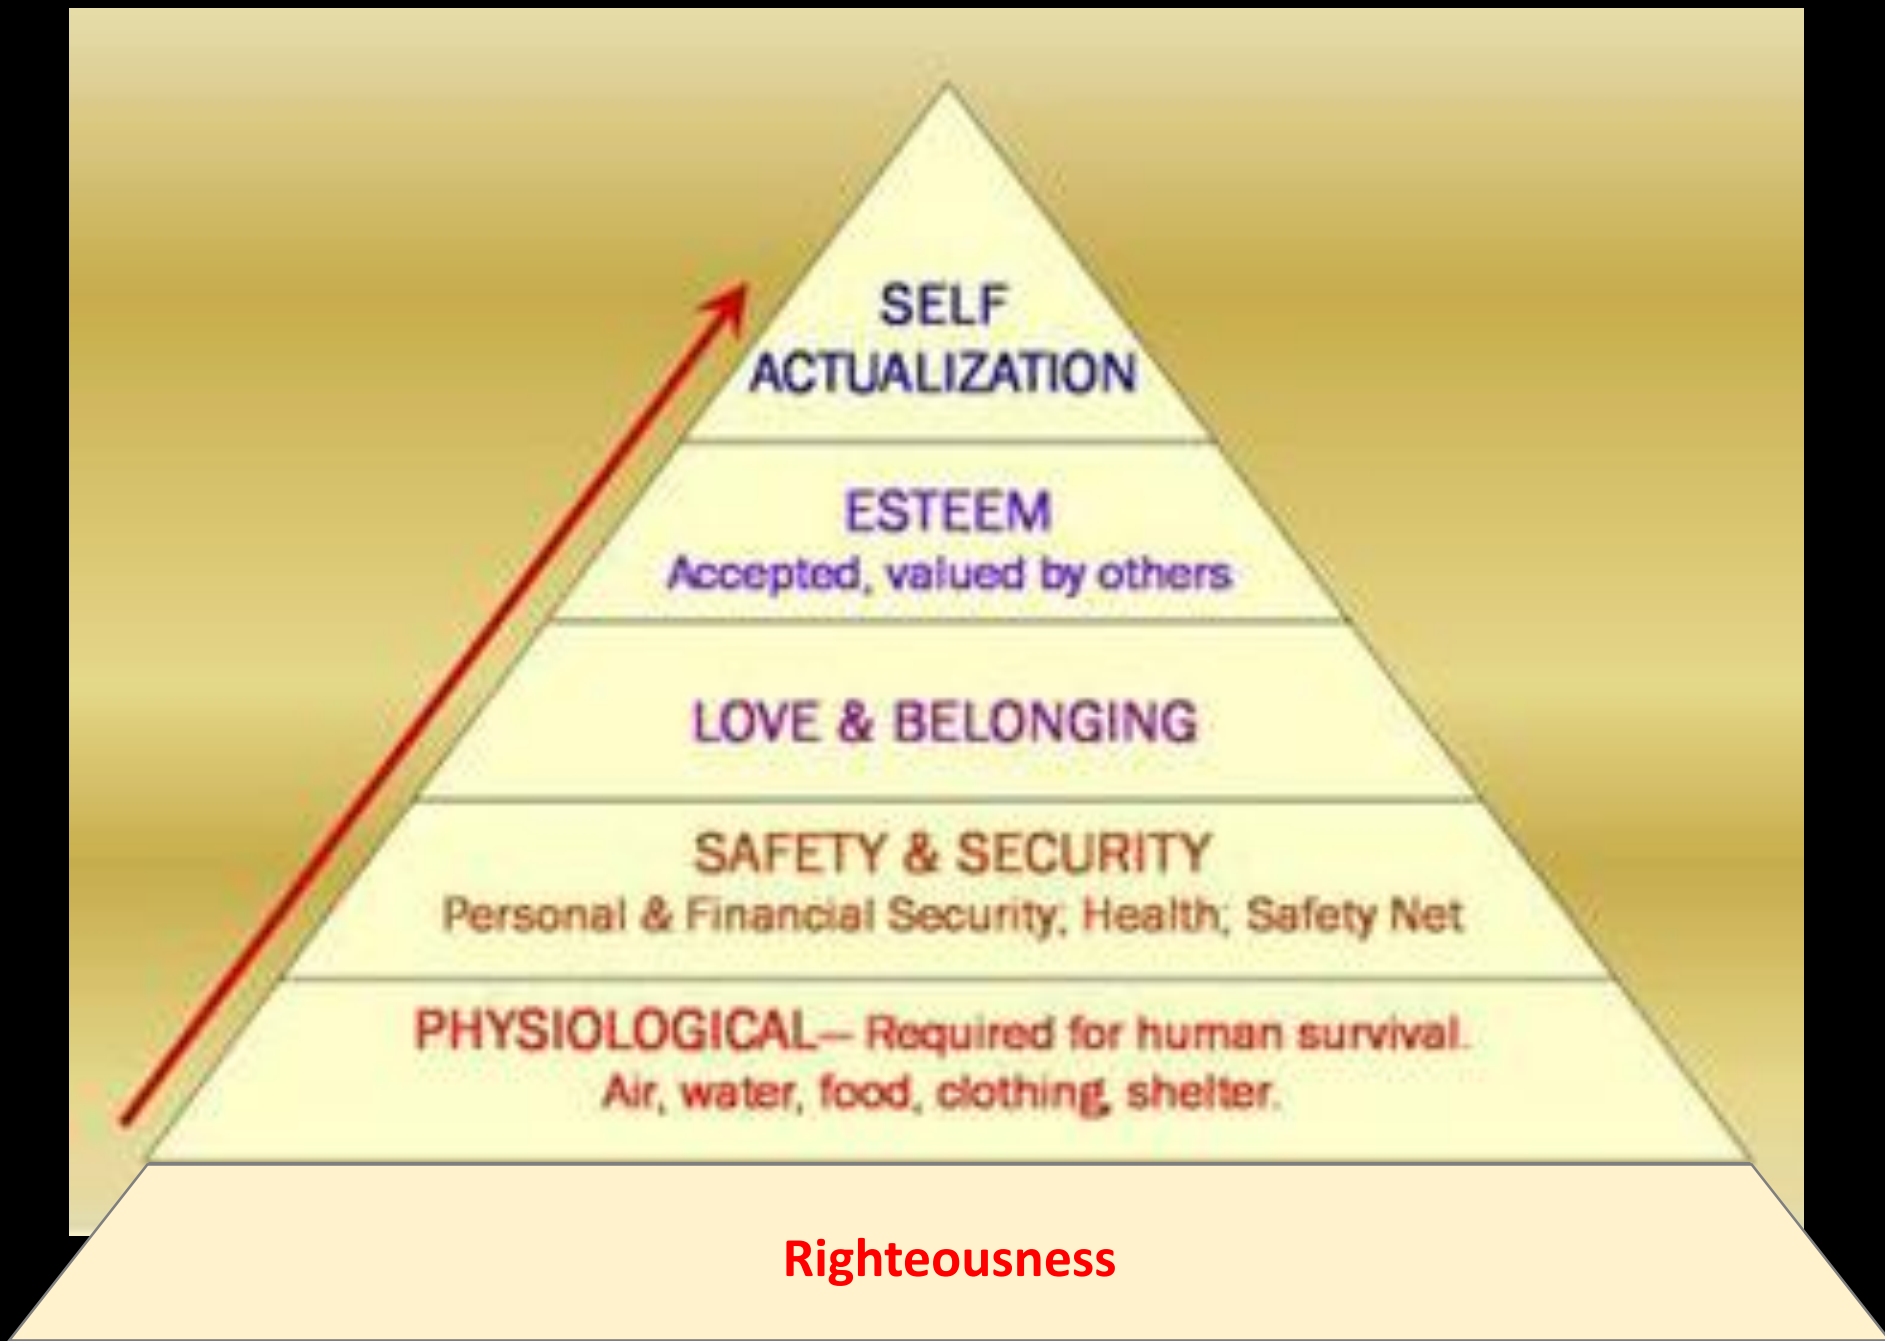 SELF
ACTUALIZATION
ESTEEM
Accepted, valued by others
LOVE & BELONGING
SAFETY & SECURITY
Personal & Financial Security; Health; Safety Net
PHYSIOLOGICAL— Required for human survival.
Air, water, food, clothing, shelter.
Righteousness